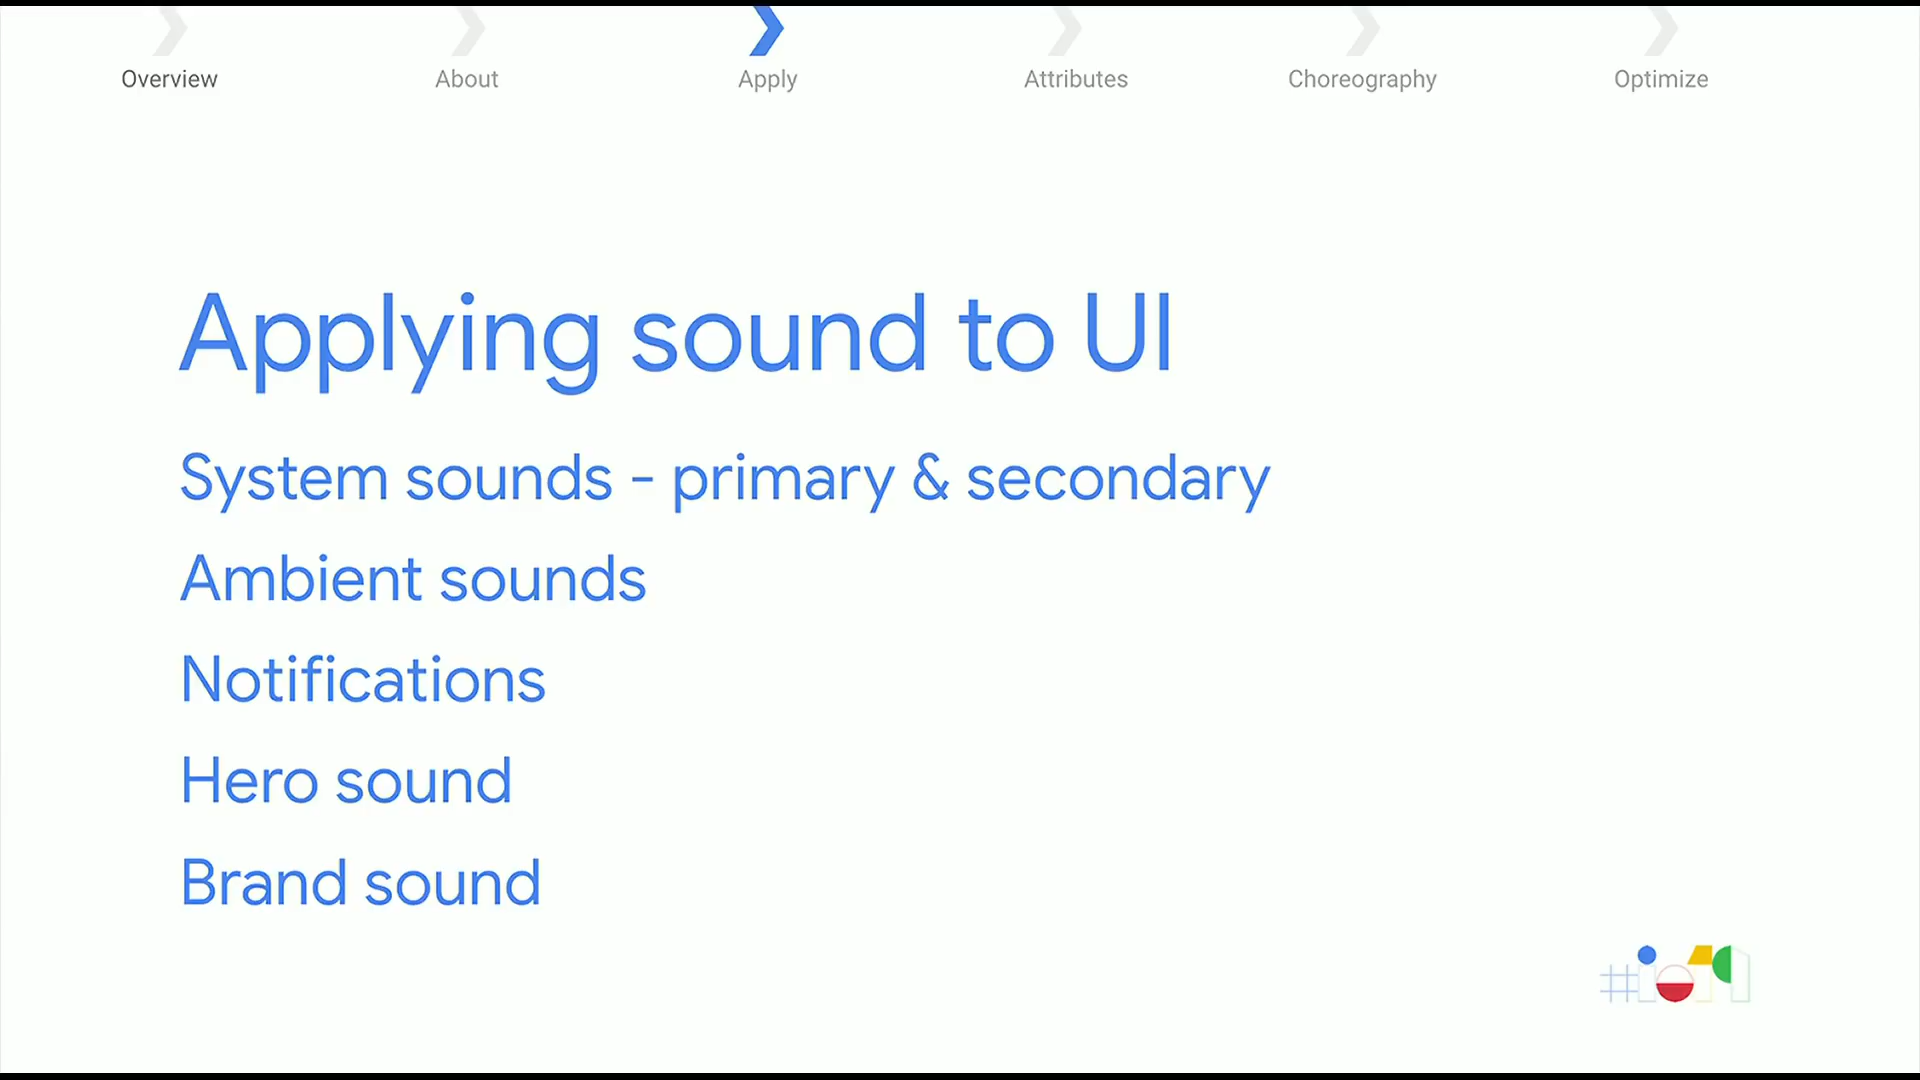 Overview
About
Apply
Attributes
Choreography
Optimize
Applying sound to UI
System sounds - primary & secondary
Ambient sounds
Notifications
Hero sound
Brand sound
#io19